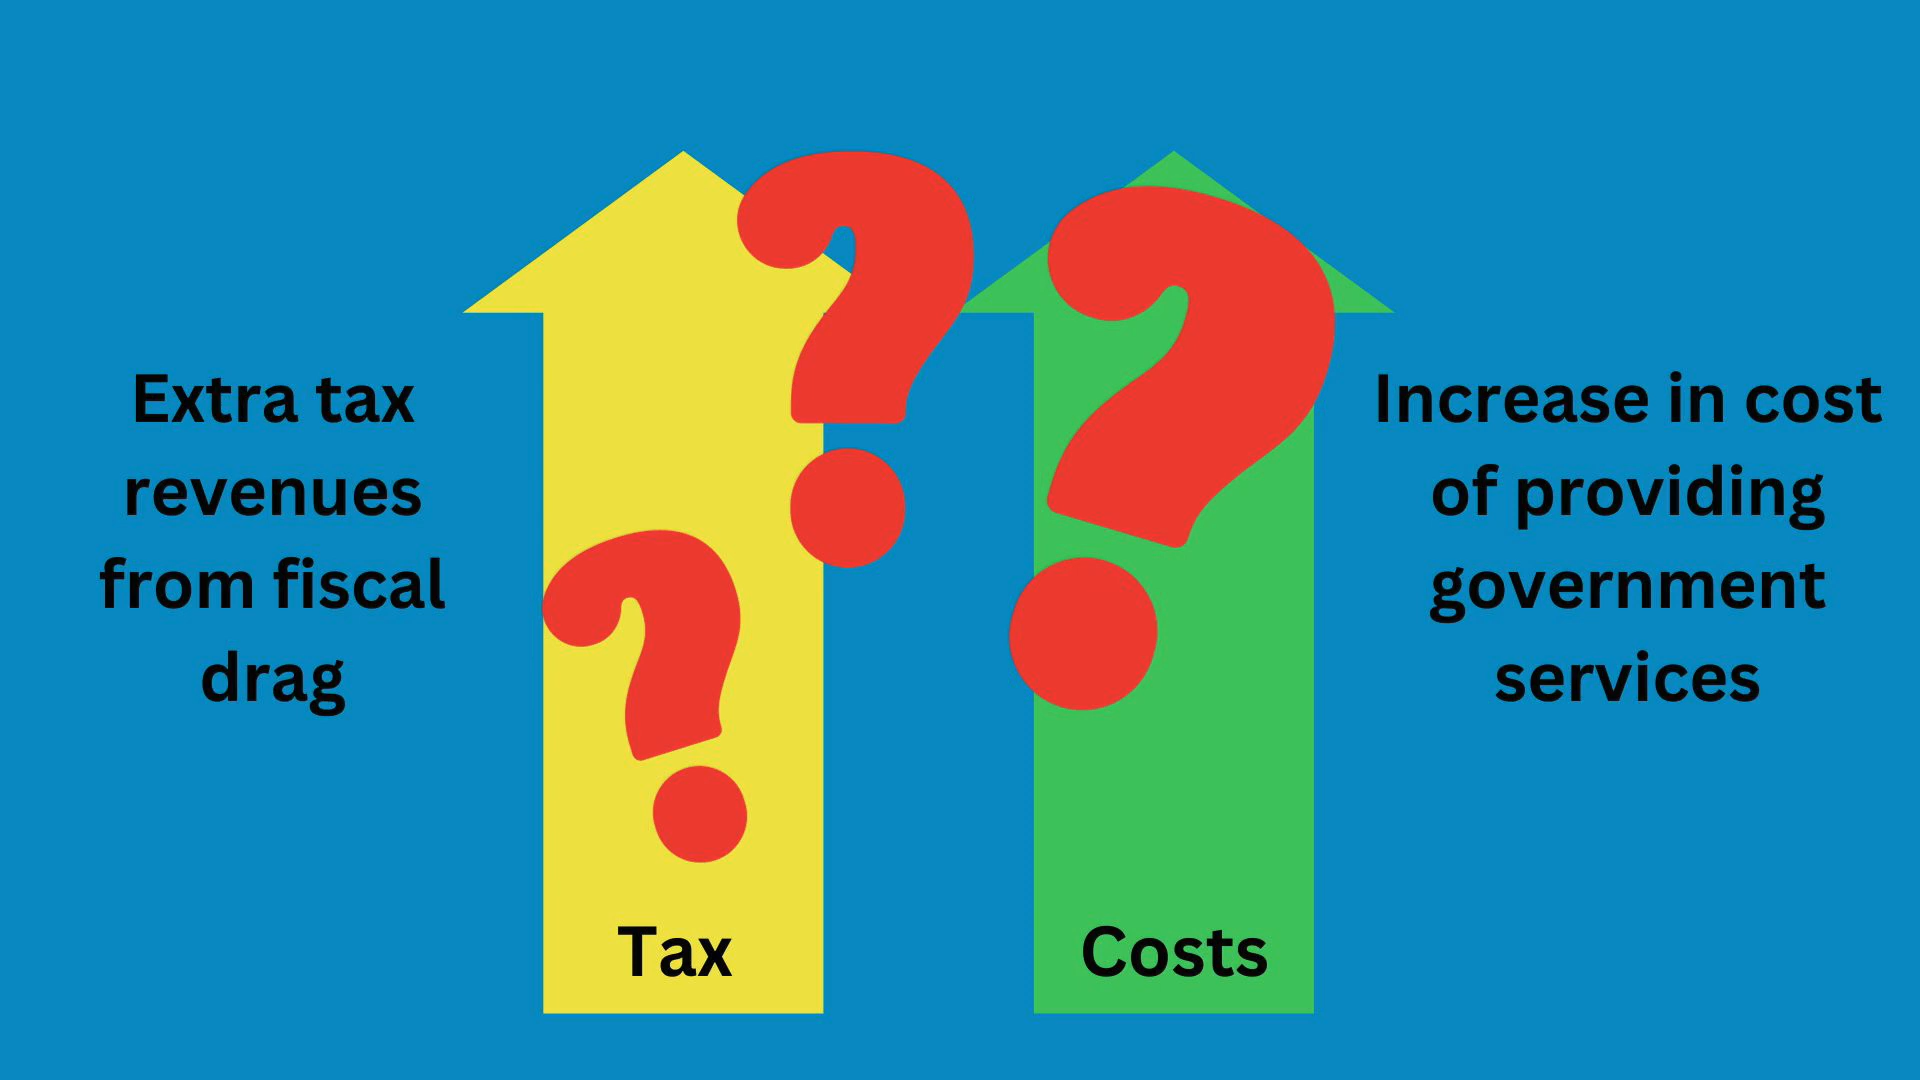 Extra tax
revenues
from fiscal
drag
Tax
Costs
Increase in cost
of providing
government
services